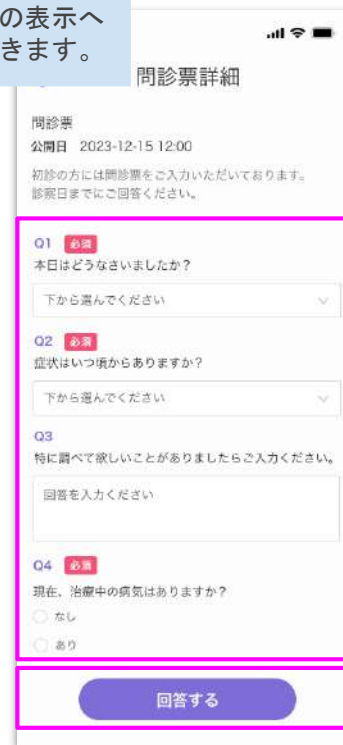 の表示へ
きます。
問診票詳細
問診票
公開日 2023-12-15 12:00
初診の方には問診票をご入力いただいております。
診察日までにご回答ください。
Q1 必須
本日はどうなさいましたか？
下から選んでください
Q2 必須
症状はいつ頃からありますか？
下から選んでください
Q3
特に調べて欲しいことがありましたらご入力ください。
回答を入力ください
Q4 必須
現在、治療中の病気はありますか？
なし
あり
回答する